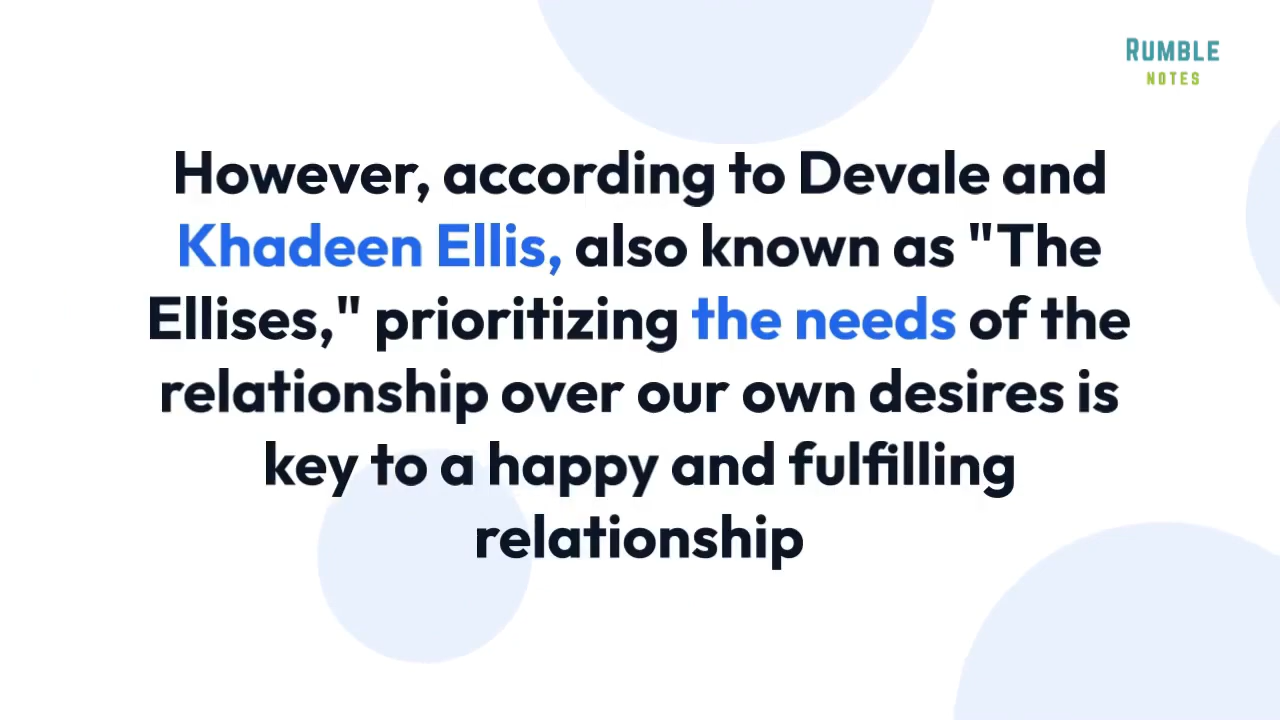 RUMBLE
NOTES
However, according to Devale and
Khadeen Ellis, also known as "The
Ellises," prioritizing the needs of the
relationship over our own desires is
key to a happy and fulfilling
relationship